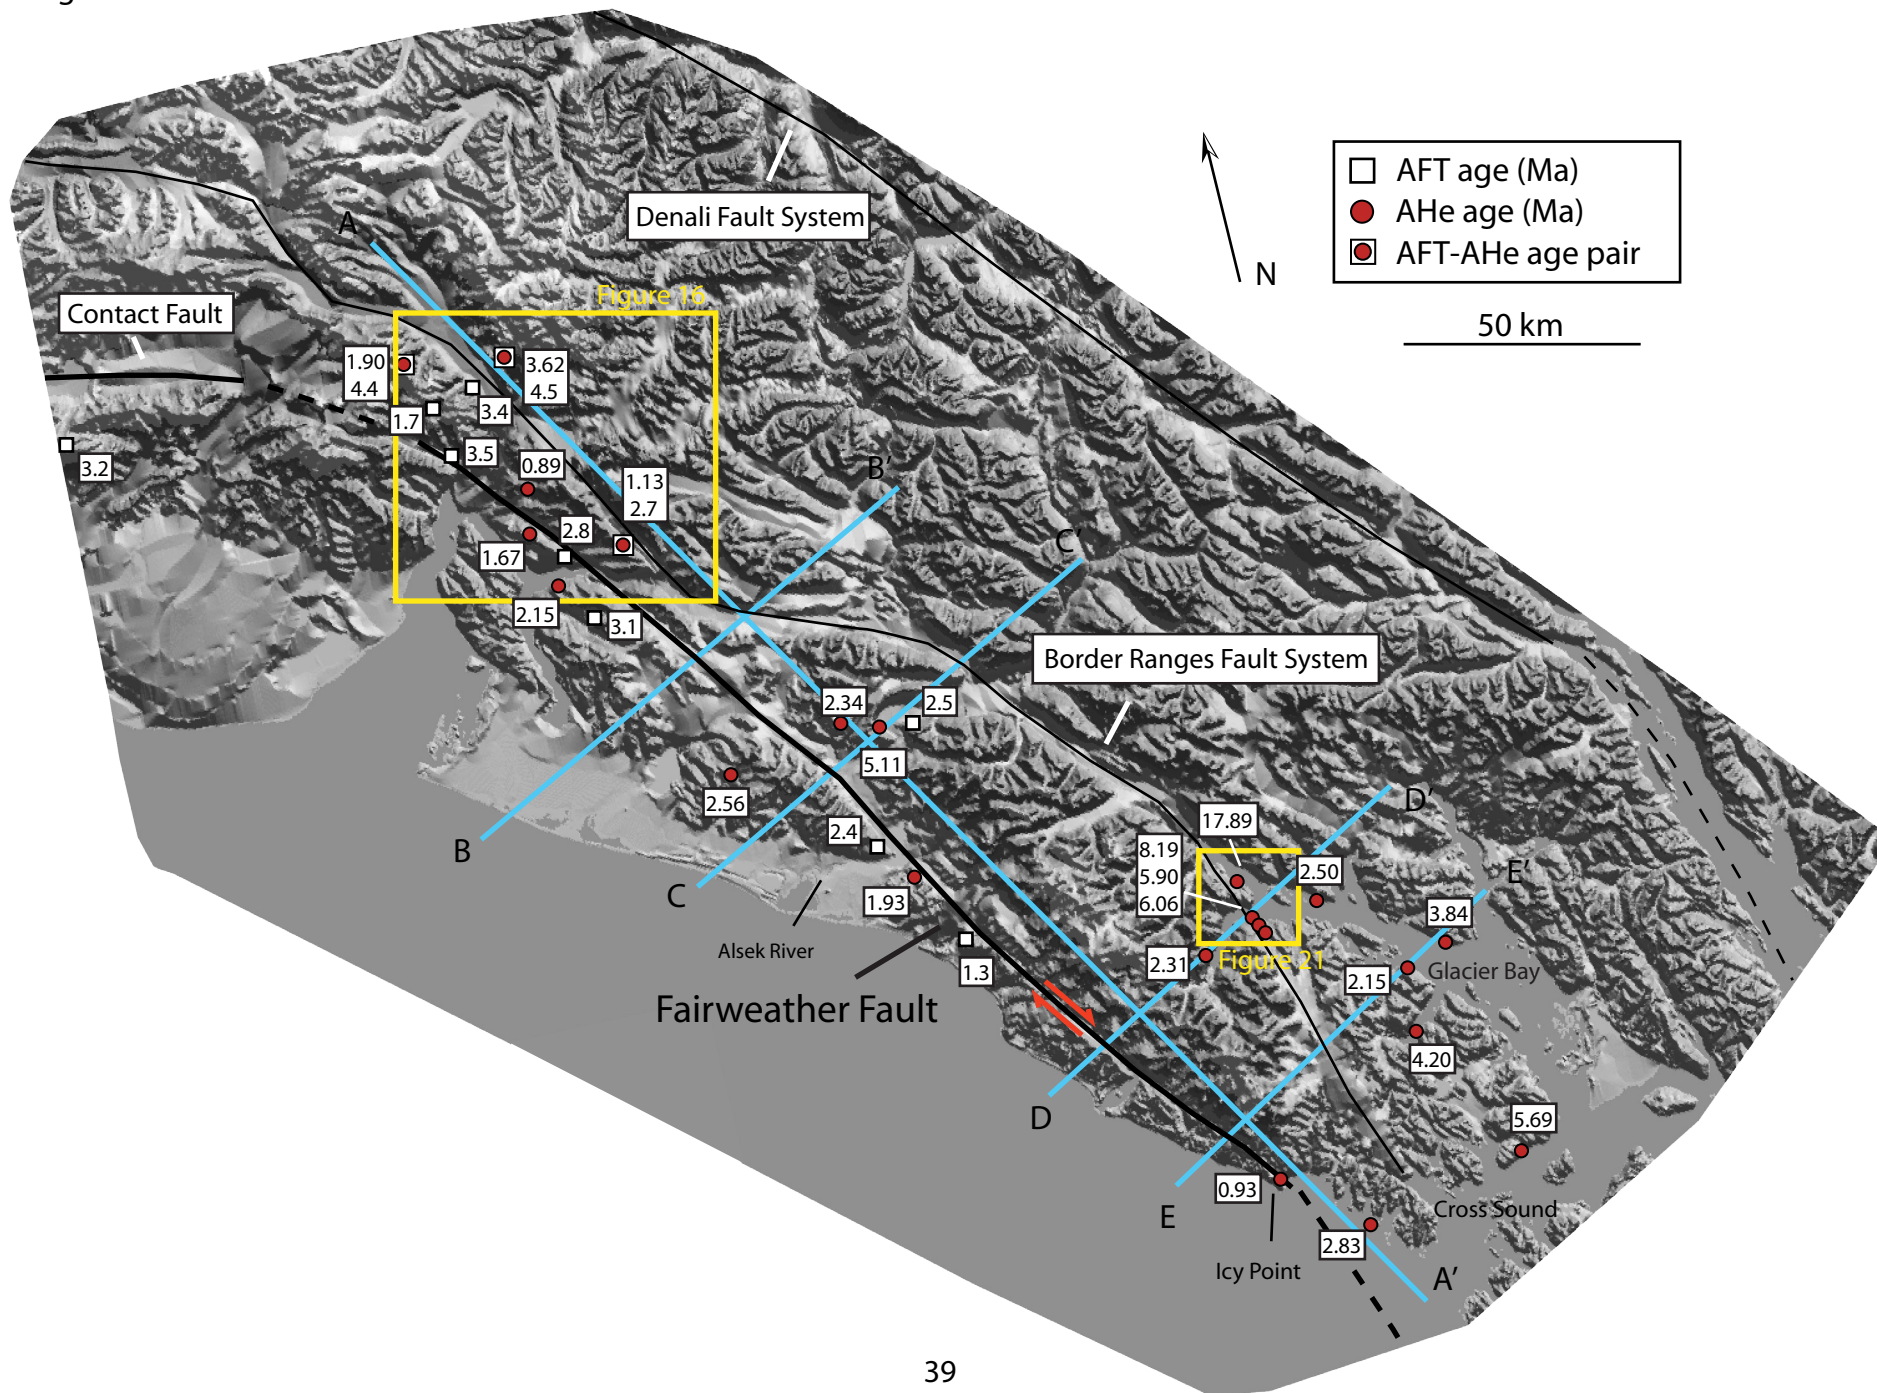 AFT age (Ma)
AHe age (Ma)
AFT-AHe age pair
N
50 km
Denali Fault System
A
Figure 16
Contact Fault
1.90
4.4
3.62
4.5
1.7
3.4
3.5
3.2
0.89
1.13
2.7
B'
2.8
1.67
C'
2.15
3.1
Border Ranges Fault System
2.34
2.5
5.11
2.56
2.4
B
C
1.93
Alsek River
1.3
Fairweather Fault
17.89
D'
8.19
5.90
6.06
2.50
E'
3.84
2.31
Figure 21
2.15
Glacier Bay
4.20
D
5.69
0.93
E
Cross Sound
2.83
Icy Point
A'
39